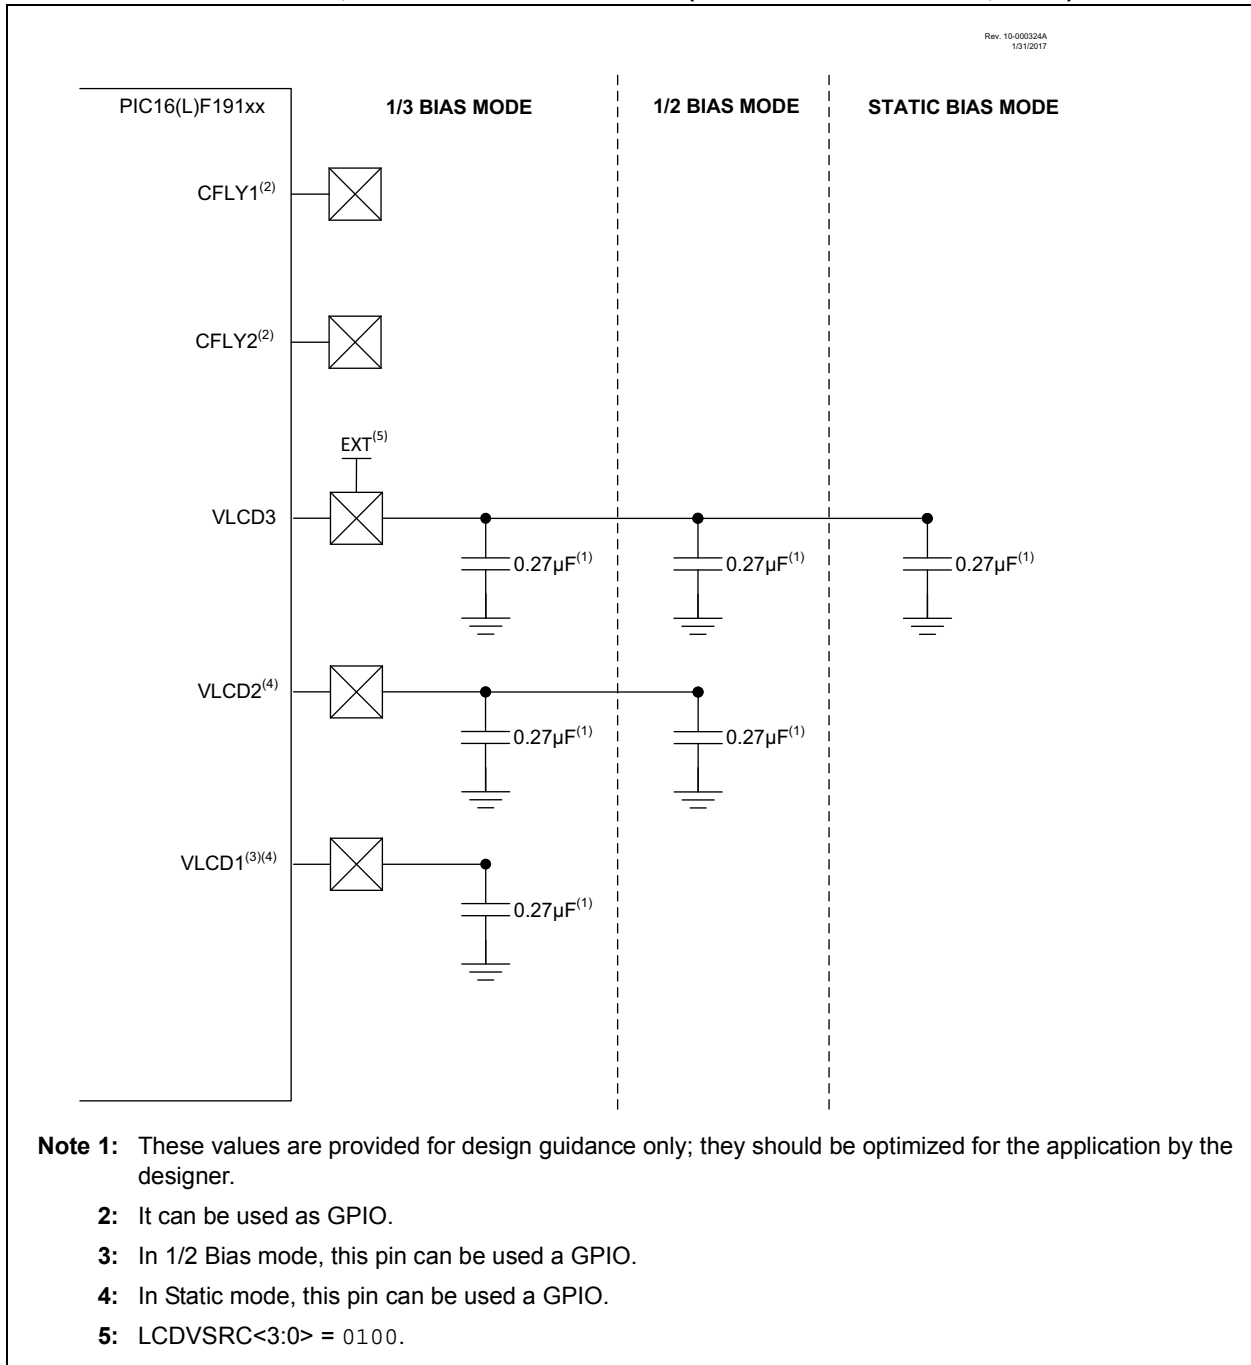 Rev. 10-000324A
1/31/2017
PIC16(L)F191xx
1/3 BIAS MODE
1/2 BIAS MODE
STATIC BIAS MODE
CFLY1(2)
CFLY2(2)
EXT(5)
VLCD3
0.27µF(1)
0.27µF(1)
0.27µF(1)
VLCD2(4)
0.27µF(1)
0.27µF(1)
VLCD1(3)(4)
0.27µF(1)
Note 1: These values are provided for design guidance only; they should be optimized for the application by the
designer.
2: It can be used as GPIO.
3: In 1/2 Bias mode, this pin can be used a GPIO.
4: In Static mode, this pin can be used a GPIO.
5: LCDVSRC<3:0> = 0100.